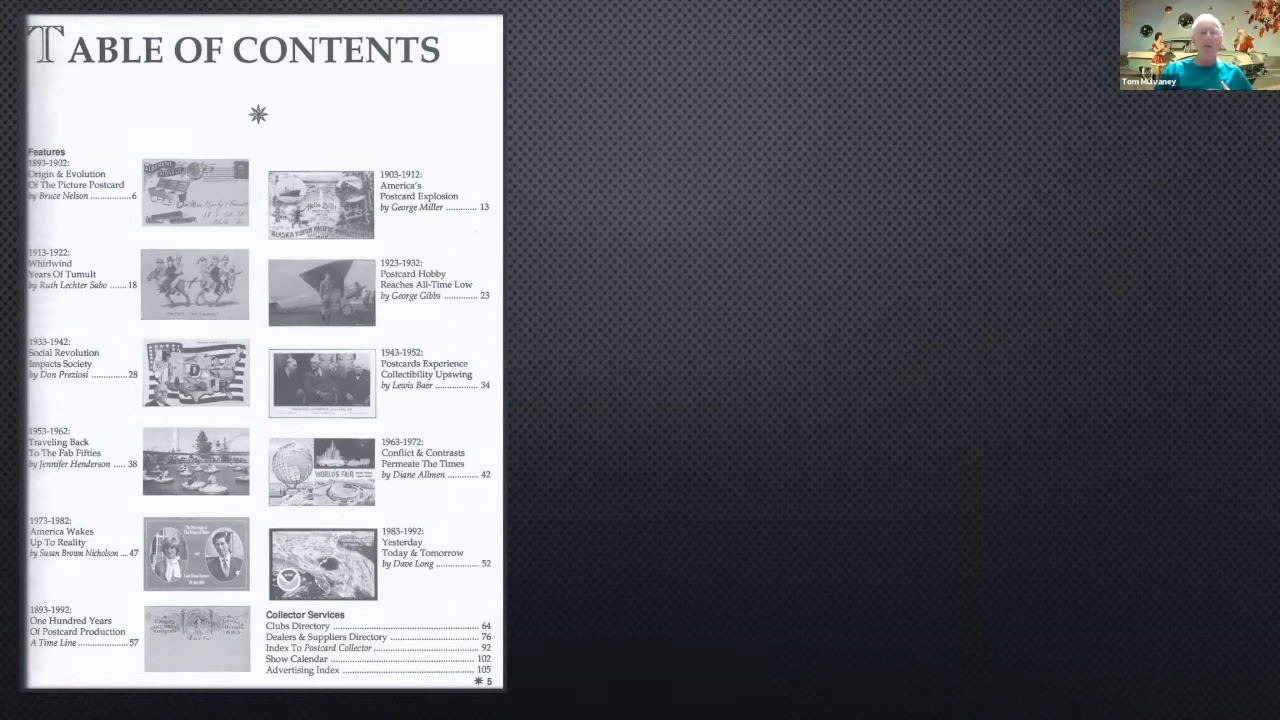 TABLE OF CONTENTS
Features
1893-1902:
Origin & Evolution
Of The Picture Postcard
by Bruce Nelson ..............6
1903-1912:
America's
Postcard Explosion
by George Miller ............ 13
1913-1922:
Whirlwind
Years Of Tumult
by Ruth Lechter Sabo .......18
1923-1932:
Postcard Hobby
Reaches All-Time Low
by George Gibbs ............. 23
1933-1942:
Social Revolution
Impacts Society
by Don Preziosi ...............28
1943-1952:
Postcards Experience
Collectibility Upswing
by Lewis Baer ................. 34
1953-1962:
Traveling Back
To The Fab Fifties
by Jennifer Henderson ..... 38
1963-1972:
Conflict & Contrasts
Permeate The Times
by Diane Allmen ............. 42
WORLD'S FAIR
1973-1982:
America Wakes
Up To Reality
by Susan Brown Nicholson ....47
1983-1992:
Yesterday
Today & Tomorrow
by Dave Long .................. 52
1893-1992:
One Hundred Years
Of Postcard Production
A Time Line .....................57
Collector Services
Clubs Directory ........................................................ 64
Dealers & Suppliers Directory ................................. 76
Index To Postcard Collector ....................................... 92
Show Calendar ....................................................... 102
Advertising Index .................................................. 105
5
Tom Mulvaney